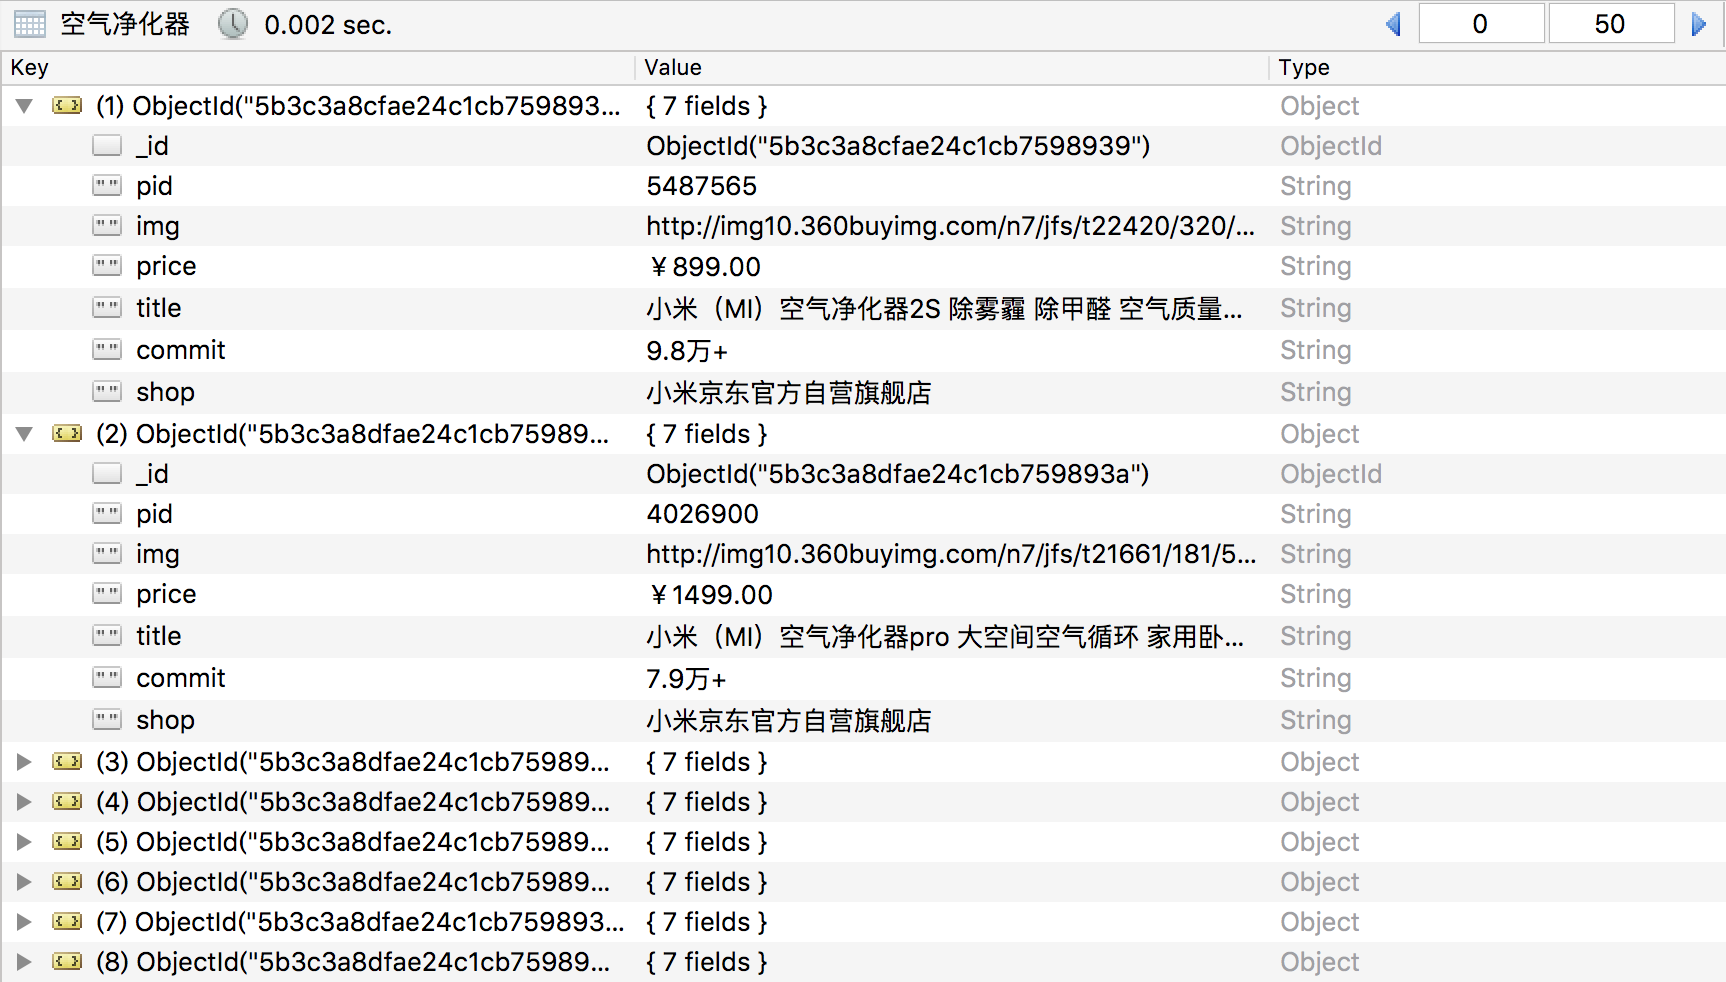 空气净化器 0.002 sec. 0 50
Key Value Type
(1) ObjectId("5b3c3a8cfae24c1cb759893... { 7 fields } Object
_id ObjectId("5b3c3a8cfae24c1cb7598939") ObjectId
pid 5487565 String
img http://img10.360buyimg.com/n7/jfs/t22420/320/... String
price ￥899.00 String
title 小米（MI）空气净化器2S 除雾霾 除甲醛 空气质量... String
commit 9.8万+ String
shop 小米京东官方自营旗舰店 String
(2) ObjectId("5b3c3a8dfae24c1cb75989... { 7 fields } Object
_id ObjectId("5b3c3a8dfae24c1cb759893a") ObjectId
pid 4026900 String
img http://img10.360buyimg.com/n7/jfs/t21661/181/5... String
price ￥1499.00 String
title 小米（MI）空气净化器pro 大空间空气循环 家用卧... String
commit 7.9万+ String
shop 小米京东官方自营旗舰店 String
(3) ObjectId("5b3c3a8dfae24c1cb75989... { 7 fields } Object
(4) ObjectId("5b3c3a8dfae24c1cb75989... { 7 fields } Object
(5) ObjectId("5b3c3a8dfae24c1cb75989... { 7 fields } Object
(6) ObjectId("5b3c3a8dfae24c1cb75989... { 7 fields } Object
(7) ObjectId("5b3c3a8dfae24c1cb759893... { 7 fields } Object
(8) ObjectId("5b3c3a8dfae24c1cb75989... { 7 fields } Object